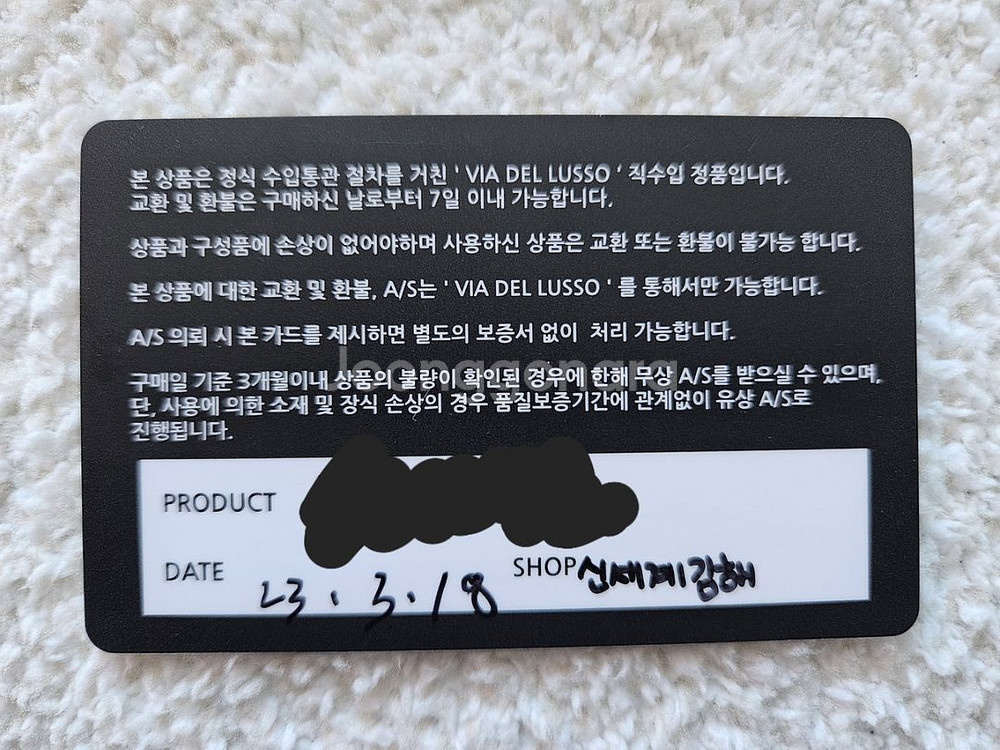 본 상품은 정식 수입통관 절차를 거친 ' VIA DEL LUSSO ' 직수입 정품입니다.
교환 및 환불은 구매하신 날로부터 7일 이내 가능합니다.
상품과 구성품에 손상이 없어야하며 사용하신 상품은 교환 또는 환불이 불가능 합니다.
본 상품에 대한 교환 및 환불, A/S는 ' VIA DEL LUSSO ' 를 통해서만 가능합니다.
A/S 의뢰 시 본 카드를 제시하면 별도의 보증서 없이 처리 가능합니다.
joonggonara
구매일 기준 3개월이내 상품의 불량이 확인된 경우에 한해 무상 A/S를 받으실 수 있으며,
단, 사용에 의한 소재 및 장식 손상의 경우 품질보증기간에 관계없이 유상 A/S로
진행됩니다.
PRODUCT
DATE 23.3.18 SHOP 신세계김해